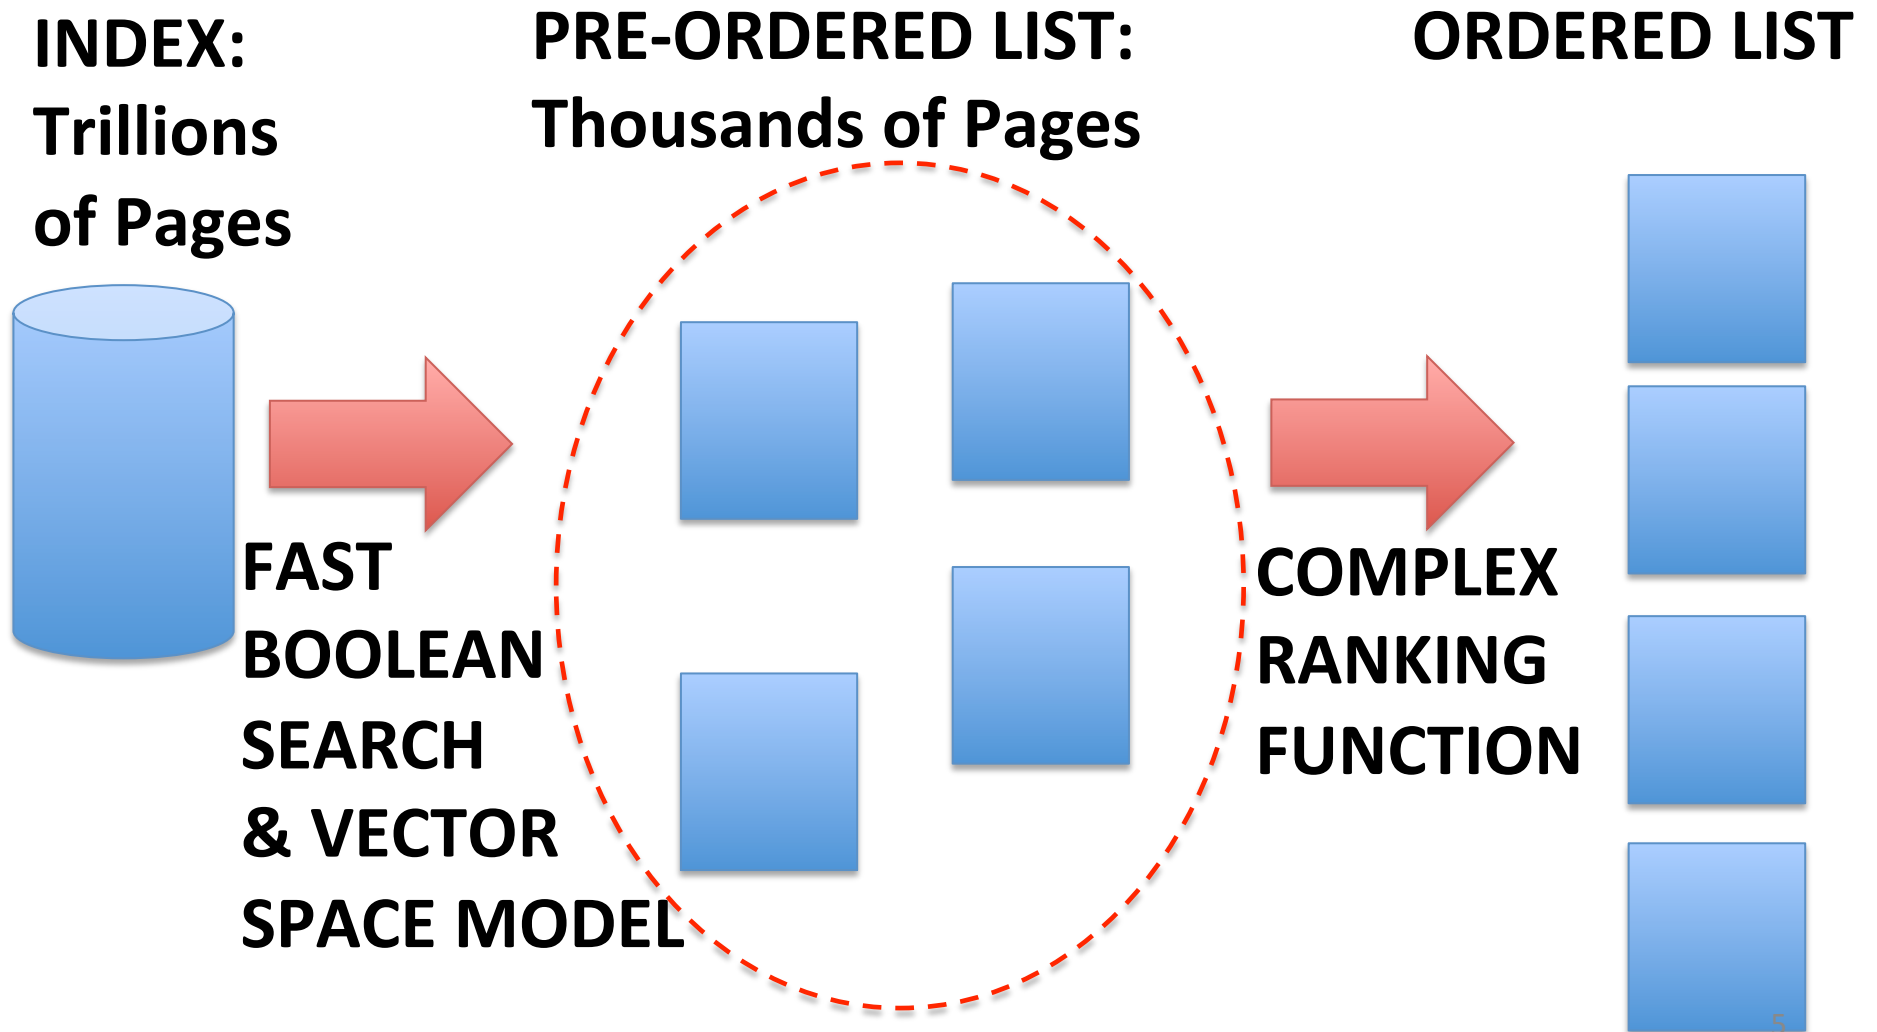 INDEX:
Trillions
of Pages
PRE-ORDERED LIST:
Thousands of Pages
ORDERED LIST
FAST
BOOLEAN
SEARCH
& VECTOR
SPACE MODEL
COMPLEX
RANKING
FUNCTION
5